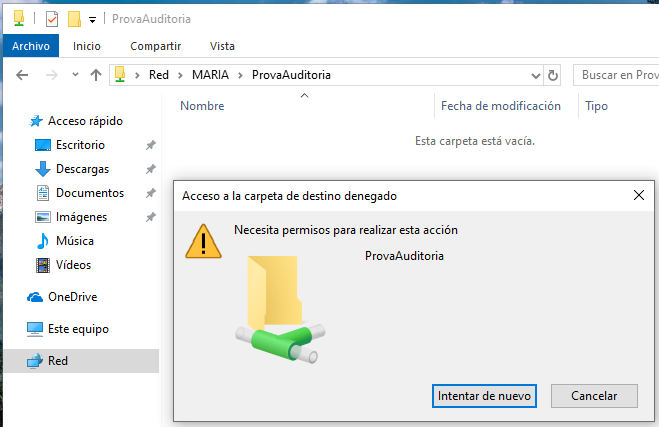 ProvaAuditoria
Archivo Inicio Compartir Vista
Red MARIA ProvaAuditoria
Buscar en Prov
Nombre Fecha de modificación Tipo
Esta carpeta está vacía.
Acceso rápido
Escritorio
Descargas
Documentos
Imágenes
Música
Vídeos
OneDrive
Este equipo
Red
Acceso a la carpeta de destino denegado
Necesita permisos para realizar esta acción
ProvaAuditoria
Intentar de nuevo Cancelar